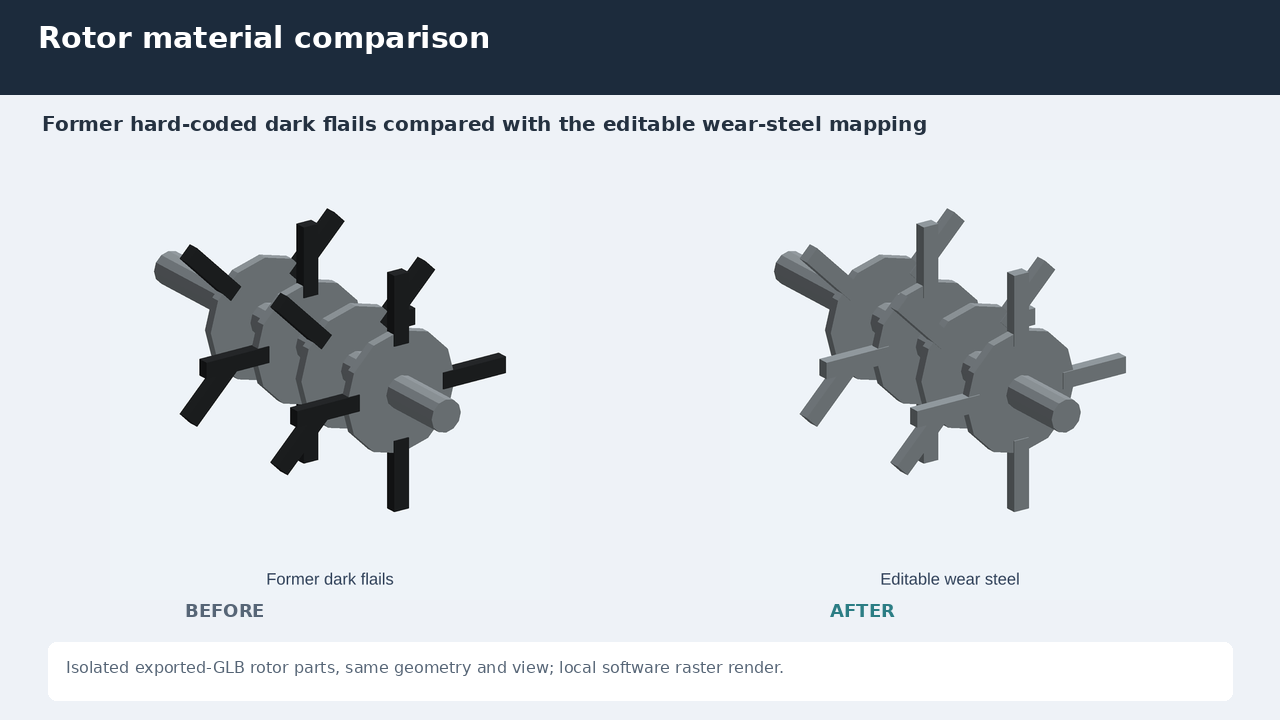 Rotor material comparison
Former hard-coded dark flails compared with the editable wear-steel mapping
Former dark flails
Editable wear steel
BEFORE
AFTER
Isolated exported-GLB rotor parts, same geometry and view; local software raster render.